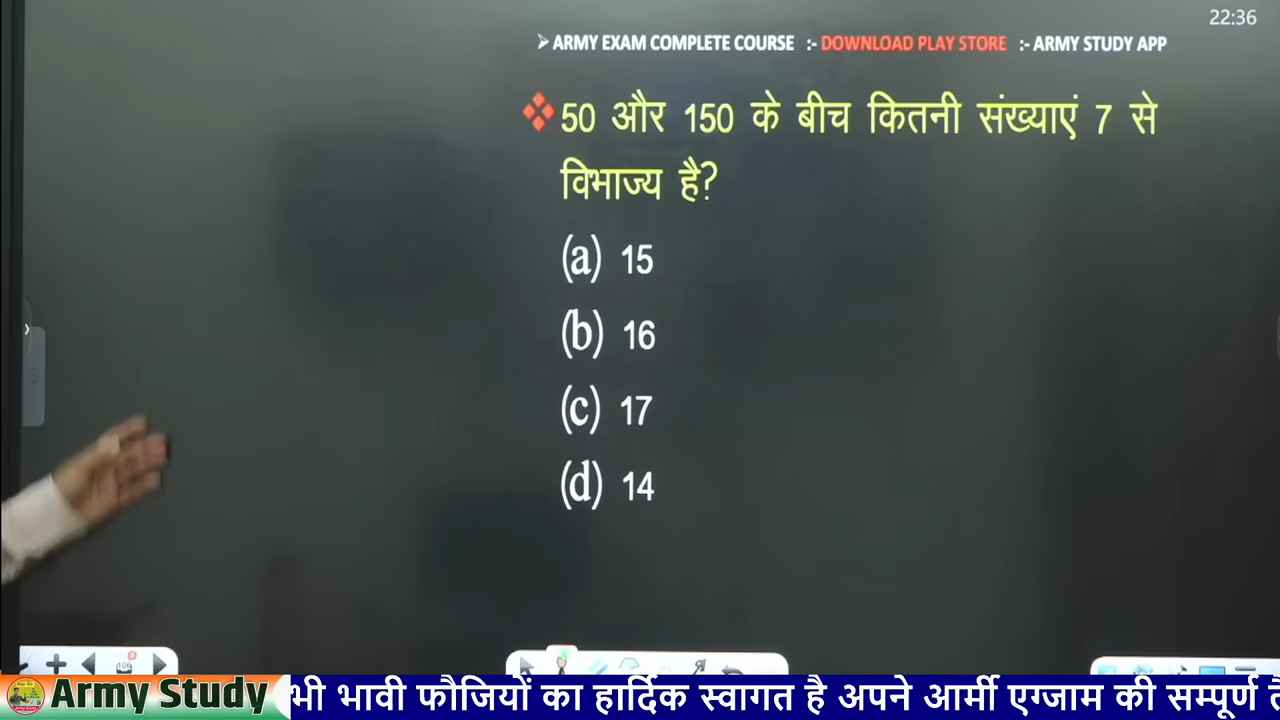 22:36
➢ ARMY EXAM COMPLETE COURSE :- DOWNLOAD PLAY STORE :- ARMY STUDY APP
❖ 50 और 150 के बीच कितनी संख्याएं 7 से
विभाज्य है?
(a) 15
(b) 16
(c) 17
(d) 14
106
Army Study भी भावी फौजियों का हार्दिक स्वागत है अपने आर्मी एग्जाम की सम्पूर्ण